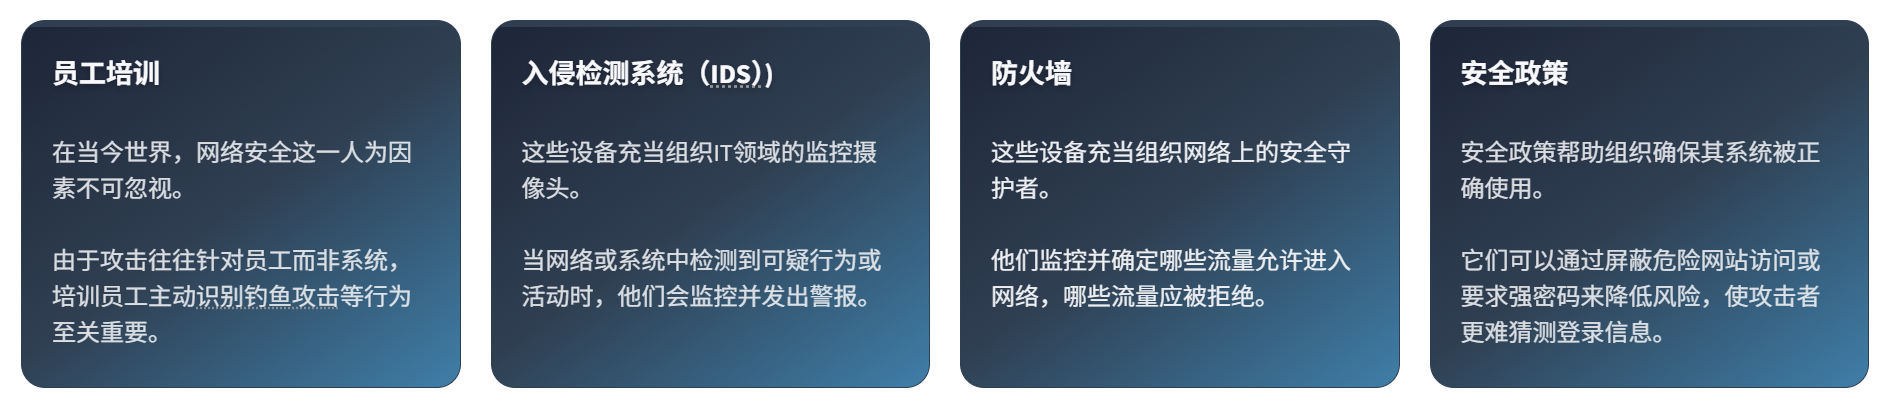 员工培训
在当今世界，网络安全这一人为因
素不可忽视。
由于攻击往往针对员工而非系统，
培训员工主动识别钓鱼攻击等行为
至关重要。
入侵检测系统（IDS）)
这些设备充当组织IT领域的监控摄
像头。
当网络或系统中检测到可疑行为或
活动时，他们会监控并发出警报。
防火墙
这些设备充当组织网络上的安全守
护者。
他们监控并确定哪些流量允许进入
网络，哪些流量应被拒绝。
安全政策
安全政策帮助组织确保其系统被正
确使用。
它们可以通过屏蔽危险网站访问或
要求强密码来降低风险，使攻击者
更难猜测登录信息。